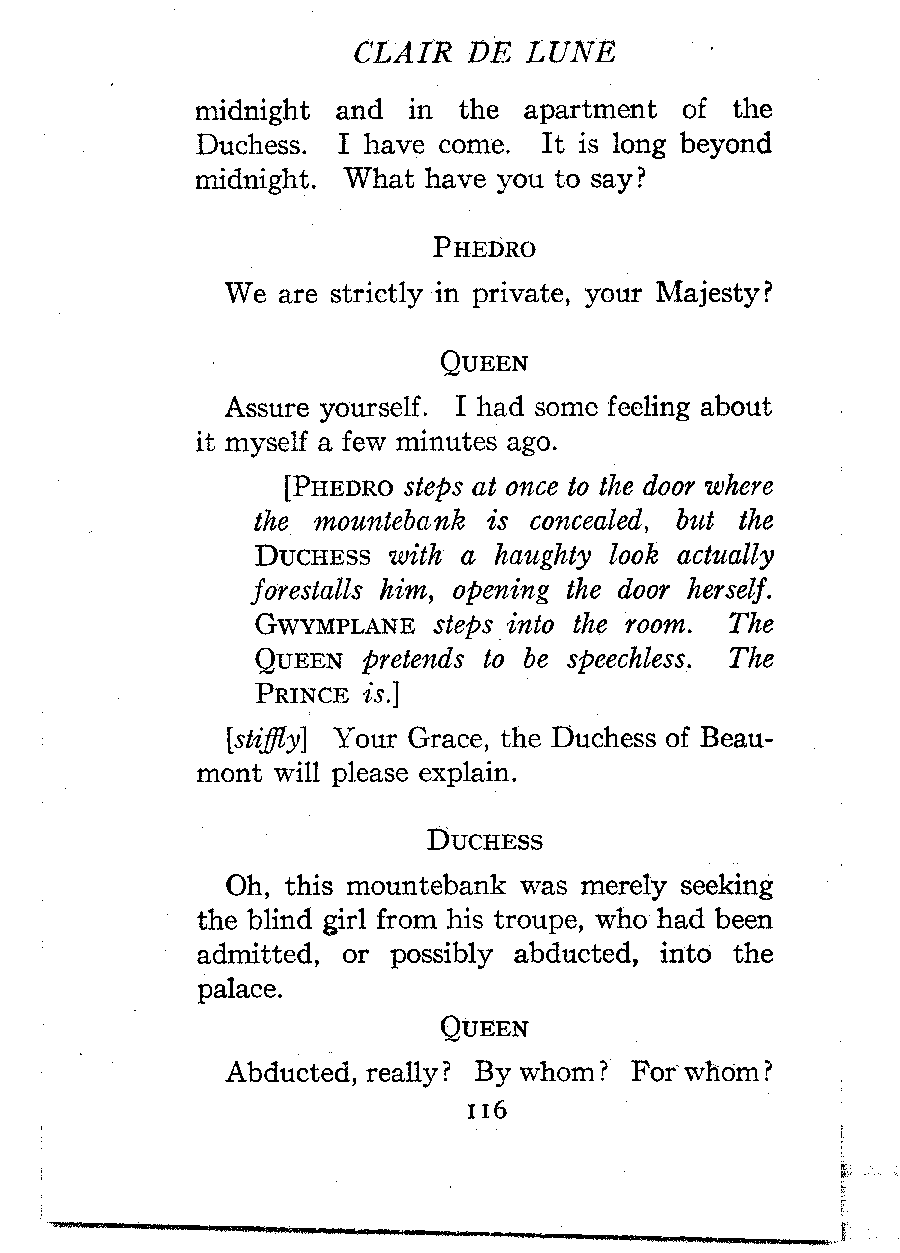 CLAIR DE LUNE
midnight and in the apartment of the
Duchess. I have come. It is long beyond
midnight. What have you to say?
PHEDRO
We are strictly in private, your Majesty?
QUEEN
Assure yourself. I had some feeling about
it myself a few minutes ago.
[PHEDRO steps at once to the door where
the mountebank is concealed, but the
DUCHESS with a haughty look actually
forestalls him, opening the door herself.
GWYMPLANE steps into the room. The
QUEEN pretends to be speechless. The
PRINCE is.]
[stiffly] Your Grace, the Duchess of Beau-
mont will please explain.
DUCHESS
Oh, this mountebank was merely seeking
the blind girl from his troupe, who had been
admitted, or possibly abducted, into the
palace.
QUEEN
Abducted, really? By whom? For whom?
116